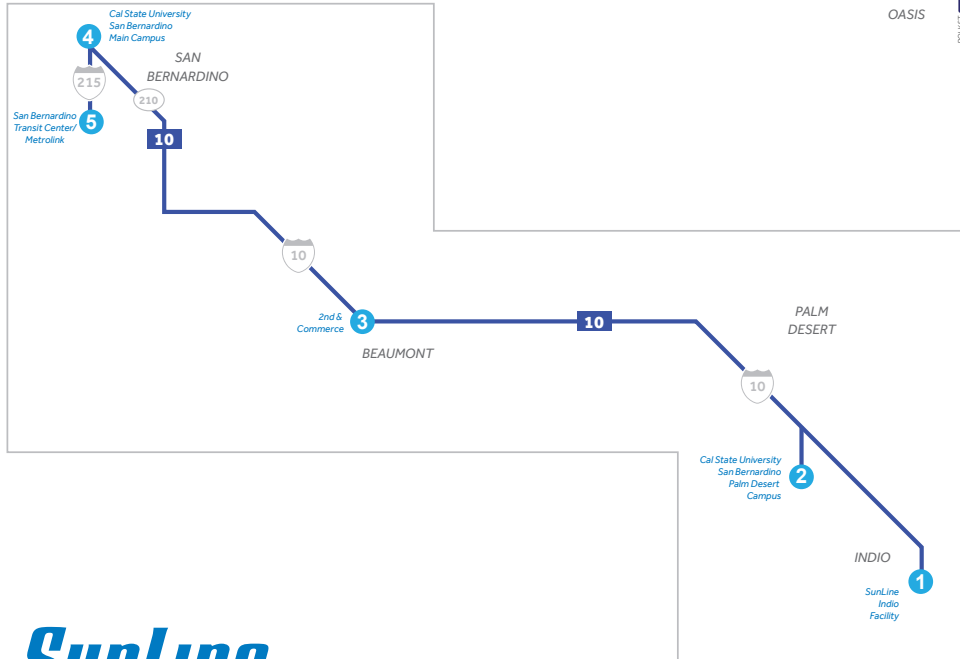 Cal State University
San Bernardino
Main Campus
4
OASIS
SAN
BERNARDINO
215
210
San Bernardino
Transit Center/
Metrolink
5
10
10
2nd &
Commerce
3
10
PALM
DESERT
BEAUMONT
10
Cal State University
San Bernardino
Palm Desert
Campus
2
INDIO
1
SunLine
Indio
Facility
SunLine